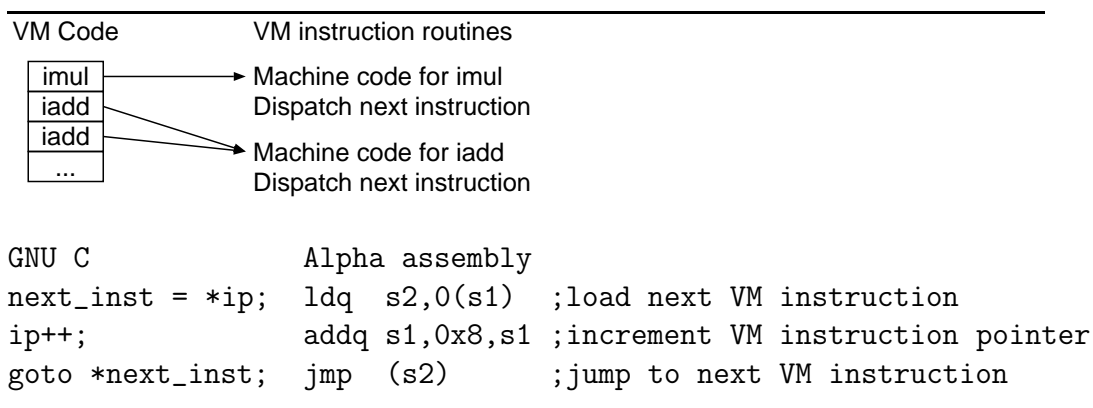 VM Code VM instruction routines
imul Machine code for imul
iadd Dispatch next instruction
iadd Machine code for iadd
... Dispatch next instruction
GNU C Alpha assembly
next_inst = *ip; ldq s2,0(s1) ;load next VM instruction
ip++; addq s1,0x8,s1 ;increment VM instruction pointer
goto *next_inst; jmp (s2) ;jump to next VM instruction